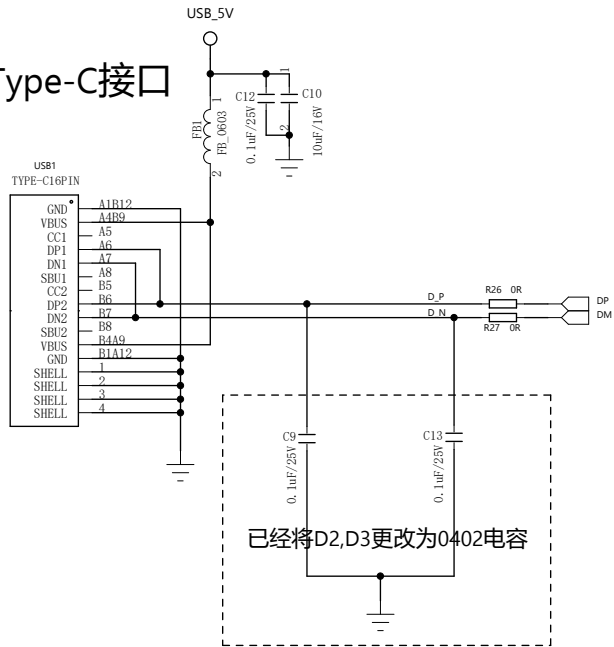 USB_5V
Type-C接口
1
FB1
FB_0603
2
C12
0.1uF/25V
1
C10
2
10uF/16V
USB1
TYPE-C16PIN
GND A1B12
VBUS A4B9
CC1 A5
DP1 A6
DN1 A7
SBU1 A8
CC2 B5
DP2 B6
DN2 B7
SBU2 B8
VBUS B4A9
GND B1A12
SHELL 1
SHELL 2
SHELL 3
SHELL 4
D_P
R26 0R
DP
D_N
R27 0R
DM
C9
0.1uF/25V
C13
0.1uF/25V
已经将D2,D3更改为0402电容